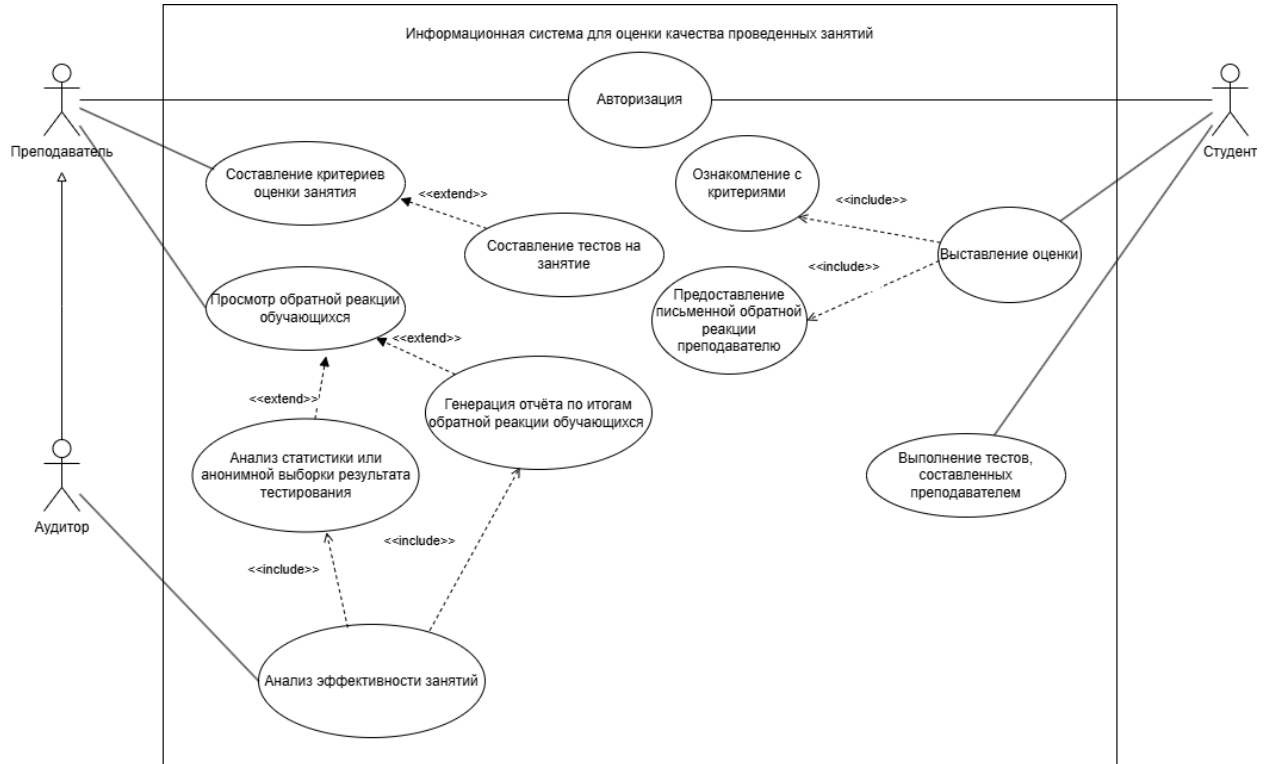 Информационная система для оценки качества проведенных занятий
Преподаватель
Авторизация
Студент
Составление критериев
оценки занятия
<<extend>>
Составление тестов на
занятие
Ознакомление с
критериями
<<include>>
Выставление оценки
<<include>>
Предоставление
письменной обратной
реакции
преподавателю
Просмотр обратной реакции
обучающихся
<<extend>>
<<extend>>
Генерация отчёта по итогам
обратной реакции обучающихся
Анализ статистики или
анонимной выборки результата
тестирования
Выполнение тестов,
составленных
преподавателем
Аудитор
<<include>>
<<include>>
Анализ эффективности занятий